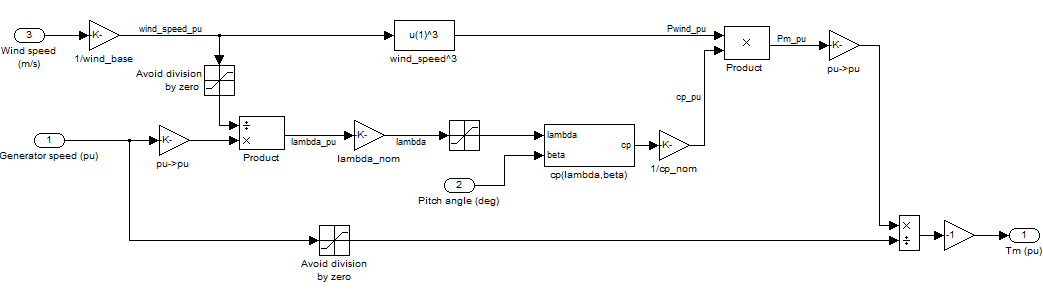 3
Wind speed
(m/s)
-K-
1/wind_base
wind_speed_pu
u(1)^3
wind_speed^3
Pwind_pu
×
Product
Pm_pu
-K-
pu->pu
Avoid division
by zero
cp_pu
1
Generator speed (pu)
-K-
pu->pu
÷
×
Product
lambda_pu
-K-
lambda_nom
lambda
lambda
beta
cp
cp(lambda,beta)
-K-
1/cp_nom
2
Pitch angle (deg)
Avoid division
by zero
×
÷
-1
1
Tm (pu)